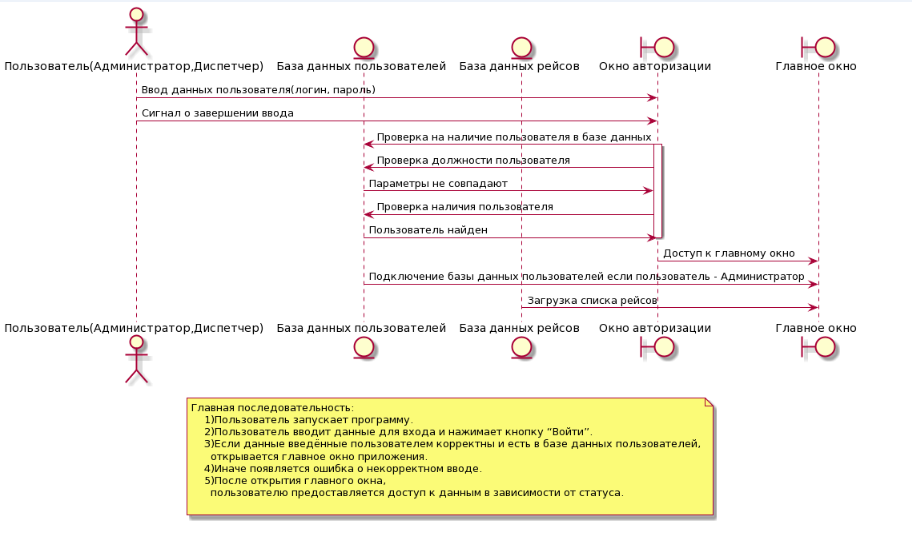 Пользователь(Администратор,Диспетчер) База данных пользователей База данных рейсов Окно авторизации Главное окно
Ввод данных пользователя(логин, пароль)
Сигнал о завершении ввода
Проверка на наличие пользователя в базе данных
Проверка должности пользователя
Параметры не совпадают
Проверка наличия пользователя
Пользователь найден
Доступ к главному окно
Подключение базы данных пользователей если пользователь - Администратор
Загрузка списка рейсов
Пользователь(Администратор,Диспетчер) База данных пользователей База данных рейсов Окно авторизации Главное окно
Главная последовательность:
1)Пользователь запускает программу.
2)Пользователь вводит данные для входа и нажимает кнопку “Войти”.
3)Если данные введённые пользователем корректны и есть в базе данных пользователей,
открывается главное окно приложения.
4)Иначе появляется ошибка о некорректном вводе.
5)После открытия главного окна,
пользователю предоставляется доступ к данным в зависимости от статуса.